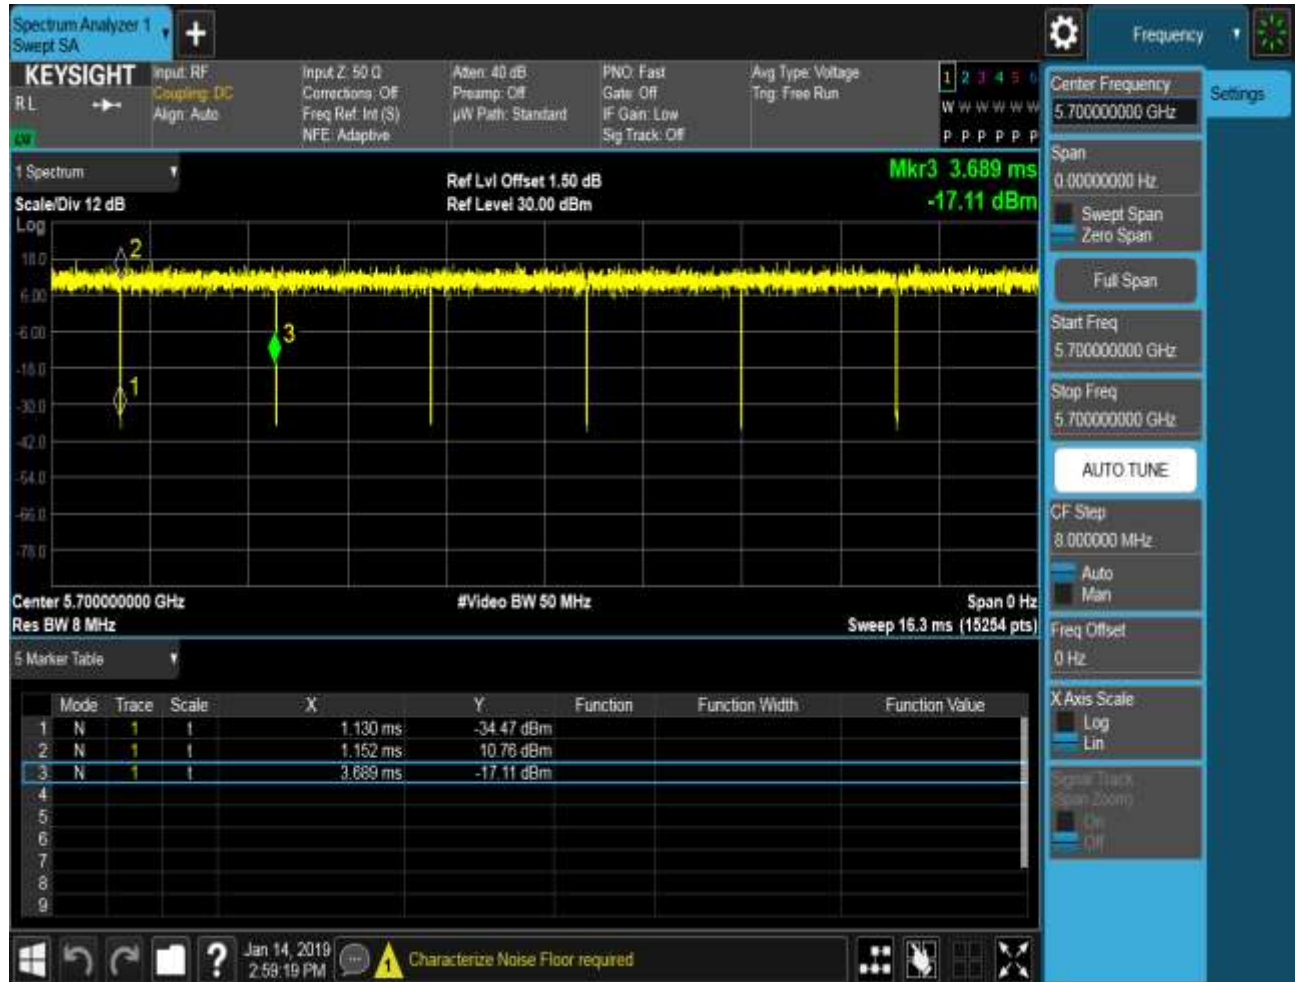 Spectrum Analyzer 1
Swept SA
+
Frequency
KEYSIGHT
RL
Input: RF
Coupling: DC
Align: Auto
Input Z: 50 Ω
Corrections: Off
Freq Ref: Int (S)
NFE: Adaptive
Atten: 40 dB
Preamp: Off
µW Path: Standard
PNO: Fast
Gate: Off
IF Gain: Low
Sig Track: Off
Avg Type: Voltage
Trig: Free Run
1 2 3 4 5 6
W W W W W W
P P P P P P
Center Frequency
5.700000000 GHz
Settings
Span
0.00000000 Hz
Swept Span
Zero Span
Full Span
Start Freq
5.700000000 GHz
Stop Freq
5.700000000 GHz
AUTO TUNE
CF Step
8.000000 MHz
Auto
Man
Freq Offset
0 Hz
X Axis Scale
Log
Lin
Signal Track
(Span Zoom)
On
Off
1 Spectrum
Scale/Div 12 dB
Ref Lvl Offset 1.50 dB
Ref Level 30.00 dBm
Mkr3 3.689 ms
-17.11 dBm
Log
18.0
6.00
-6.00
-18.0
-30.0
-42.0
-54.0
-66.0
-78.0
2
3
1
Center 5.700000000 GHz
#Video BW 50 MHz
Span 0 Hz
Res BW 8 MHz
Sweep 16.3 ms (15254 pts)
5 Marker Table
Mode Trace Scale X Y Function Function Width Function Value
1 N 1 t 1.130 ms -34.47 dBm
2 N 1 t 1.152 ms 10.76 dBm
3 N 1 t 3.689 ms -17.11 dBm
4
5
6
7
8
9
?
Jan 14, 2019
2:59:19 PM
1
Characterize Noise Floor required